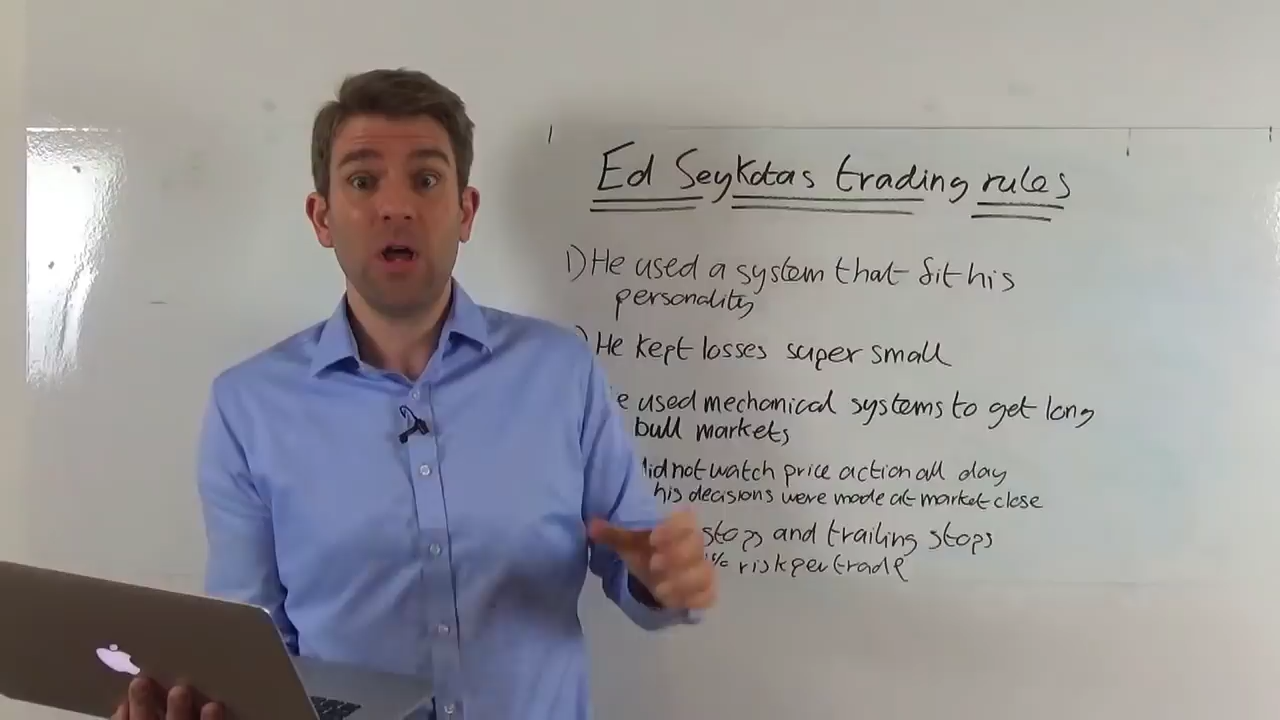 Ed Seykotas trading rules
1) He used a system that fit his
personality
) He kept losses super small
e used mechanical systems to get long
bull markets
did not watch price action all day
his decisions were made at market close
stops and trailing stops
1% risk per trade